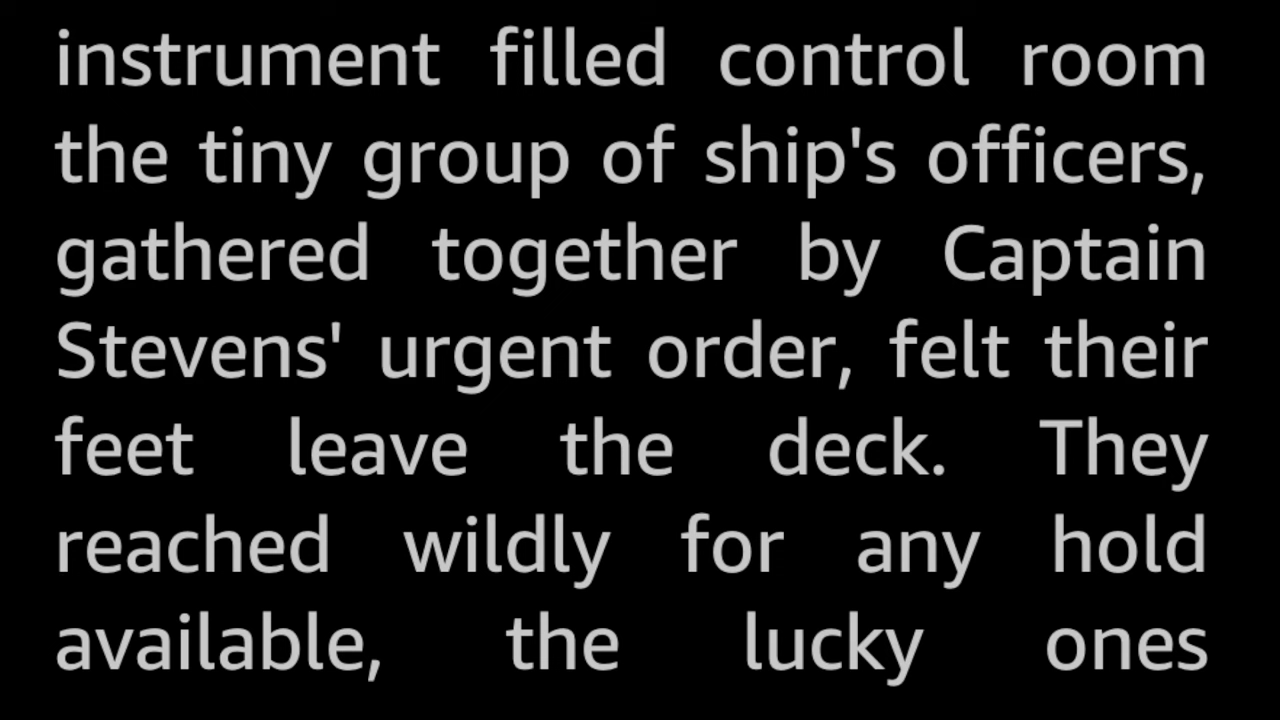 instrument filled control room
the tiny group of ship's officers,
gathered together by Captain
Stevens' urgent order, felt their
feet leave the deck. They
reached wildly for any hold
available, the lucky ones